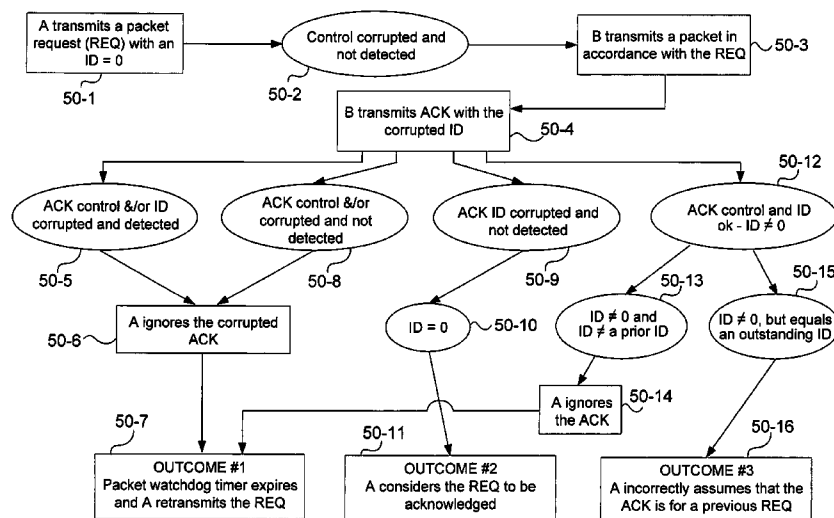 A transmits a packet
request (REQ) with an
ID = 0
50-1
Control corrupted and
not detected
50-2
B transmits a packet in
accordance with the REQ
50-3
B transmits ACK with the
corrupted ID
50-4
ACK control &/or ID
corrupted and detected
50-5
ACK control &/or
corrupted and not
detected
50-8
ACK ID corrupted and
not detected
50-9
50-12
ACK control and ID
ok - ID ≠ 0
50-13
50-15
A ignores the corrupted
ACK
50-6
ID = 0
50-10
ID ≠ 0 and
ID ≠ a prior ID
ID ≠ 0, but equals
an outstanding
ID
A ignores
the ACK
50-14
50-7
OUTCOME #1
Packet watchdog timer expires
and A retransmits the REQ
50-11
OUTCOME #2
A considers the REQ to be
acknowledged
50-16
OUTCOME #3
A incorrectly assumes that the
ACK is for a previous REQ